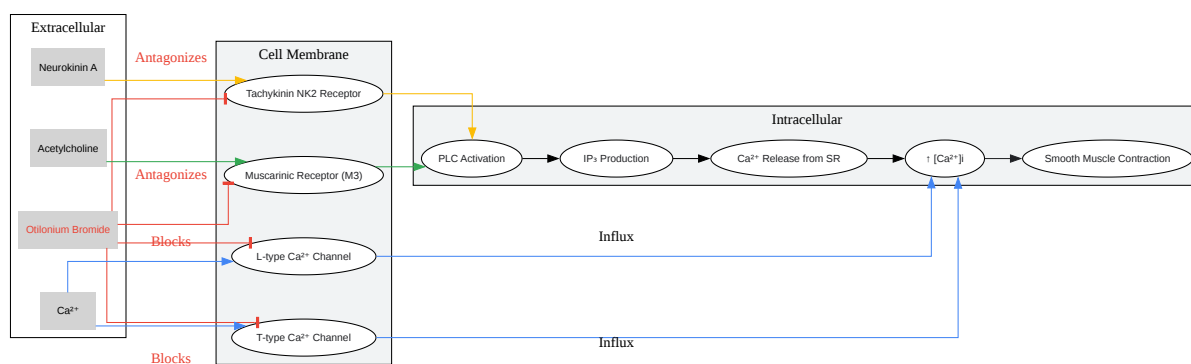 Extracellular
Neurokinin A
Acetylcholine
Otilonium Bromide
Ca²⁺
Antagonizes
Antagonizes
Blocks
Blocks
Cell Membrane
Tachykinin NK2 Receptor
Muscarinic Receptor (M3)
L-type Ca²⁺ Channel
T-type Ca²⁺ Channel
Influx
Influx
Intracellular
PLC Activation
IP₃ Production
Ca²⁺ Release from SR
↑ [Ca²⁺]i
Smooth Muscle Contraction